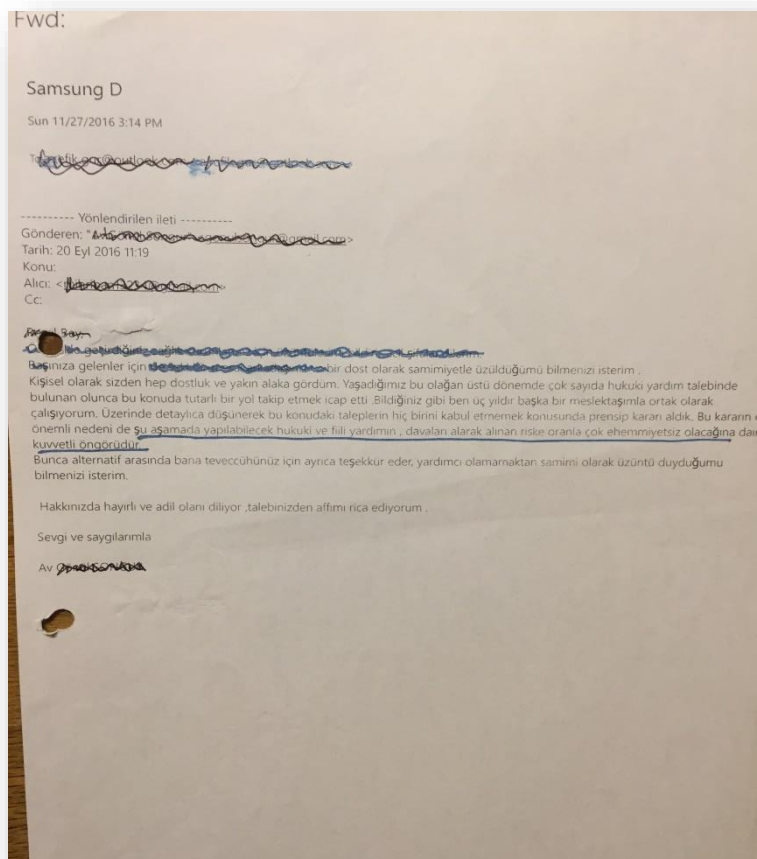 Fwd:
Samsung D
Sun 11/27/2016 3:14 PM
---------- Yönlendirilen ileti ----------
Gönderen: "
Tarih: 20 Eyl 2016 11:19
Konu:
Alıcı: <
Cc:
Bey,
Başınıza gelenler için bir dost olarak samimiyetle üzüldüğümü bilmenizi isterim .
Kişisel olarak sizden hep dostluk ve yakın alaka gördüm. Yaşadığımız bu olağan üstü dönemde çok sayıda hukuki yardım talebinde
bulunan olunca bu konuda tutarlı bir yol takip etmek icap etti .Bildiğiniz gibi ben üç yıldır başka bir meslektaşımla ortak olarak
çalışıyorum. Üzerinde detaylıca düşünerek bu konudaki taleplerin hiç birini kabul etmemek konusunda prensip kararı aldık. Bu kararın
önemli nedeni de şu aşamada yapılabilecek hukuki ve fiili yardımın , davaları alarak alınan riske oranla çok ehemmiyetsiz olacağına
kuvvetli öngörüdür.
Bunca alternatif arasında bana teveccühünüz için ayrıca teşekkür eder, yardımcı olamamaktan samimi olarak üzüntü duyduğumu
bilmenizi isterim.
Hakkınızda hayırlı ve adil olanı diliyor ,talebinizden affımı rica ediyorum .
Sevgi ve saygılarımla
Av